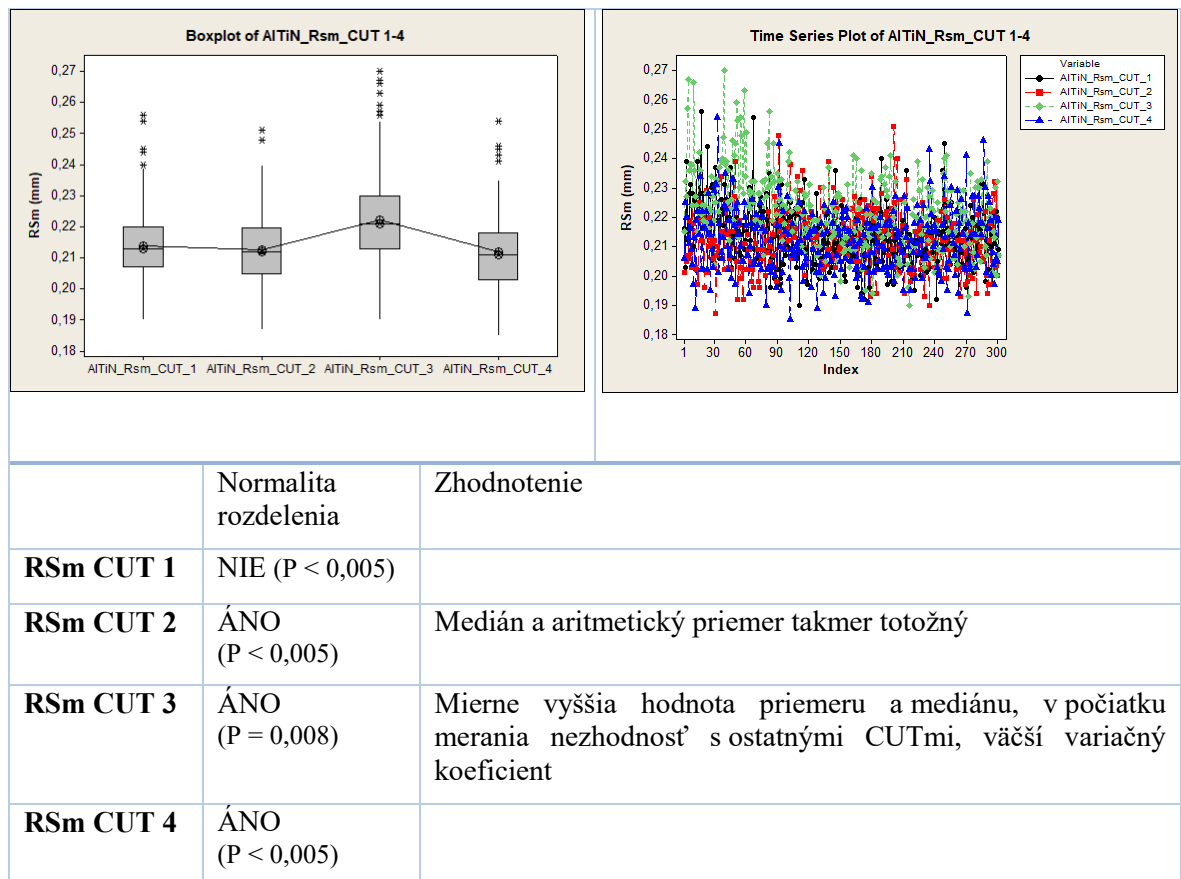 Boxplot of AlTiN_Rsm_CUT 1-4
0,27
0,26
0,25
0,24
0,23
0,22
0,21
0,20
0,19
0,18
RSm (mm)
AlTiN_Rsm_CUT_1 AlTiN_Rsm_CUT_2 AlTiN_Rsm_CUT_3 AlTiN_Rsm_CUT_4
Time Series Plot of AlTiN_Rsm_CUT 1-4
0,27
0,26
0,25
0,24
0,23
0,22
0,21
0,20
0,19
0,18
RSm (mm)
1 30 60 90 120 150 180 210 240 270 300
Index
Variable
AlTiN_Rsm_CUT_1
AlTiN_Rsm_CUT_2
AlTiN_Rsm_CUT_3
AlTiN_Rsm_CUT_4
Normalita
rozdelenia
Zhodnotenie
RSm CUT 1
NIE (P < 0,005)
RSm CUT 2
ÁNO
(P < 0,005)
Medián a aritmetický priemer takmer totožný
RSm CUT 3
ÁNO
(P = 0,008)
Mierne vyššia hodnota priemeru a mediánu, v počiatku
merania nezhodnosť s ostatnými CUTmi, väčší variačný
koeficient
RSm CUT 4
ÁNO
(P < 0,005)